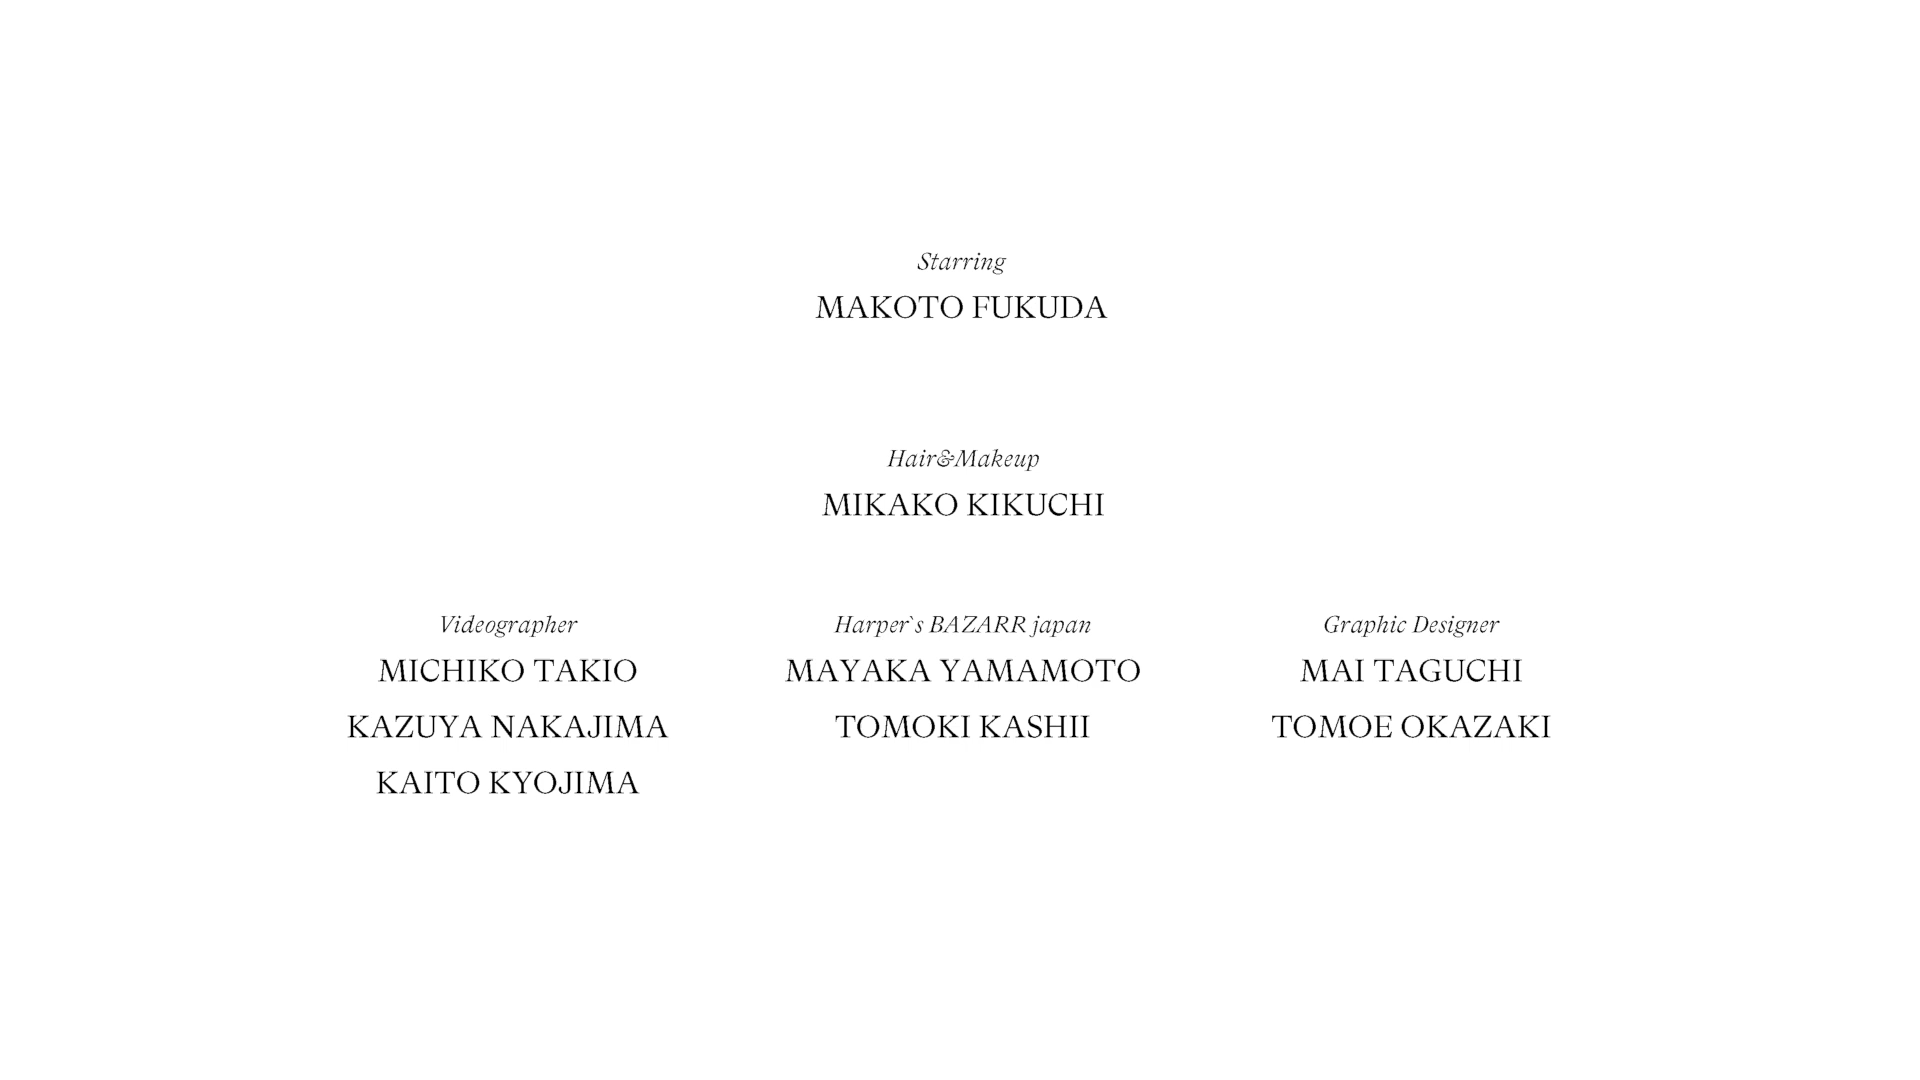 Starring
MAKOTO FUKUDA
Hair&Makeup
MIKAKO KIKUCHI
Videographer
MICHIKO TAKIO
KAZUYA NAKAJIMA
KAITO KYOJIMA
Harper`s BAZARR japan
MAYAKA YAMAMOTO
TOMOKI KASHII
Graphic Designer
MAI TAGUCHI
TOMOE OKAZAKI